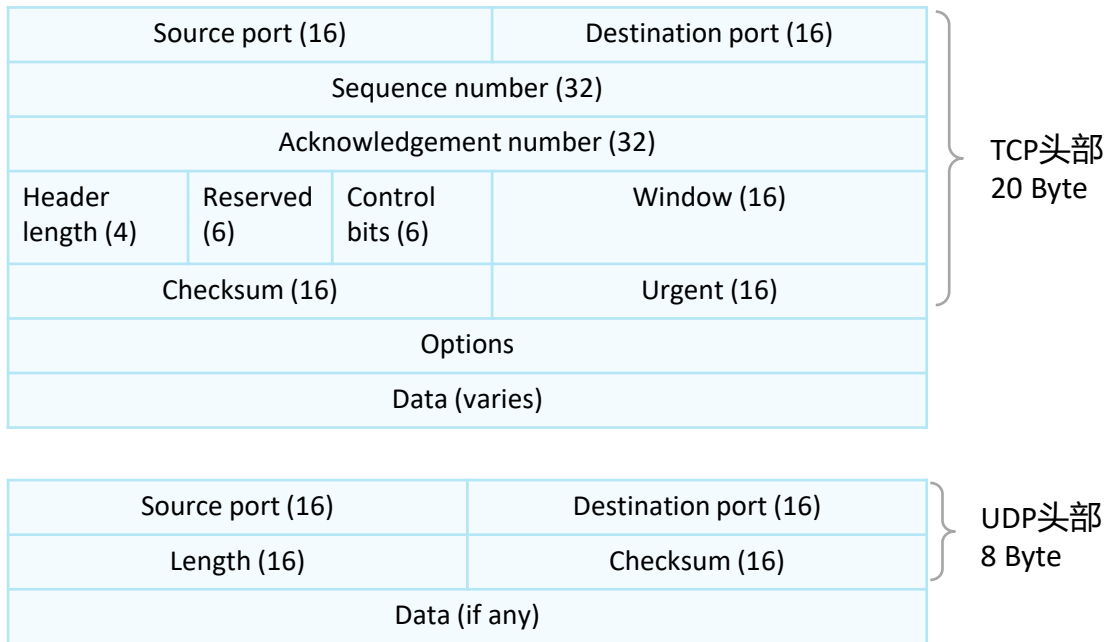 Source port (16) Destination port (16)
Sequence number (32)
Acknowledgement number (32)
TCP头部
20 Byte
Header
length (4)
Reserved
(6)
Control
bits (6)
Window (16)
Checksum (16) Urgent (16)
Options
Data (varies)
Source port (16) Destination port (16)
Length (16) Checksum (16)
UDP头部
8 Byte
Data (if any)